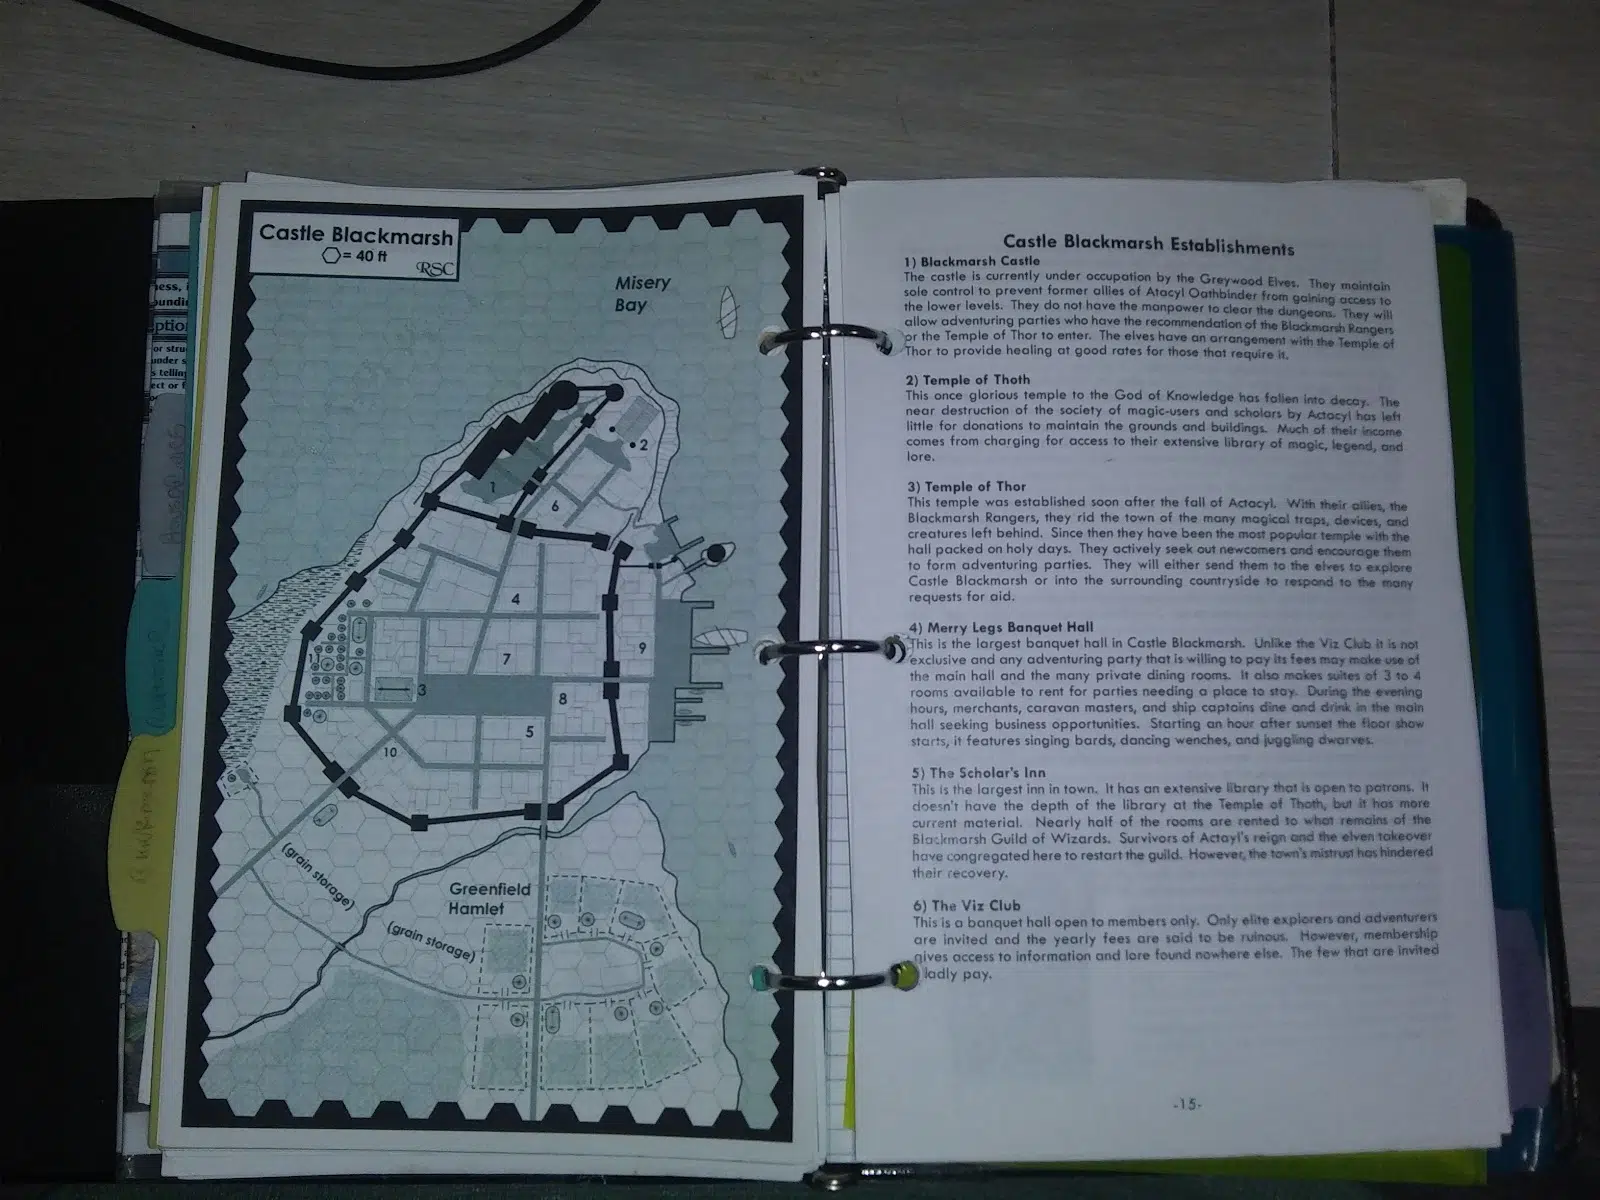 Castle Blackmarsh
= 40 ft
RSC
Misery
Bay
1
2
6
4
7
9
11
3
8
5
10
(grain storage)
Greenfield
Hamlet
(grain storage)
Castle Blackmarsh Establishments
1) Blackmarsh Castle
The castle is currently under occupation by the Greywood Elves. They maintain
sole control to prevent former allies of Atacyl Oathbinder from gaining access to
the lower levels. They do not have the manpower to clear the dungeons. They will
allow adventuring parties who have the recommendation of the Blackmarsh Rangers
or the Temple of Thor to enter. The elves have an arrangement with the Temple of
Thor to provide healing at good rates for those that require it.
2) Temple of Thoth
This once glorious temple to the God of Knowledge has fallen into decay. The
near destruction of the society of magic-users and scholars by Actacyl has left
little for donations to maintain the grounds and buildings. Much of their income
comes from charging for access to their extensive library of magic, legend, and
lore.
3) Temple of Thor
This temple was established soon after the fall of Actacyl. With their allies, the
Blackmarsh Rangers, they rid the town of the many magical traps, devices, and
creatures left behind. Since then they have been the most popular temple with the
hall packed on holy days. They actively seek out newcomers and encourage them
to form adventuring parties. They will either send them to the elves to explore
Castle Blackmarsh or into the surrounding countryside to respond to the many
requests for aid.
4) Merry Legs Banquet Hall
This is the largest banquet hall in Castle Blackmarsh. Unlike the Viz Club it is not
exclusive and any adventuring party that is willing to pay its fees may make use of
the main hall and the many private dining rooms. It also makes suites of 3 to 4
rooms available to rent for parties needing a place to stay. During the evening
hours, merchants, caravan masters, and ship captains dine and drink in the main
hall seeking business opportunities. Starting an hour after sunset the floor show
starts, it features singing bards, dancing wenches, and juggling dwarves.
5) The Scholar's Inn
This is the largest inn in town. It has an extensive library that is open to patrons. It
doesn't have the depth of the library at the Temple of Thoth, but it has more
current material. Nearly half of the rooms are rented to what remains of the
Blackmarsh Guild of Wizards. Survivors of Actayl's reign and the elven takeover
have congregated here to restart the guild. However, the town's mistrust has hindered
their recovery.
6) The Viz Club
This is a banquet hall open to members only. Only elite explorers and adventurers
are invited and the yearly fees are said to be ruinous. However, membership
gives access to information and lore found nowhere else. The few that are invited
ladly pay.
-15-